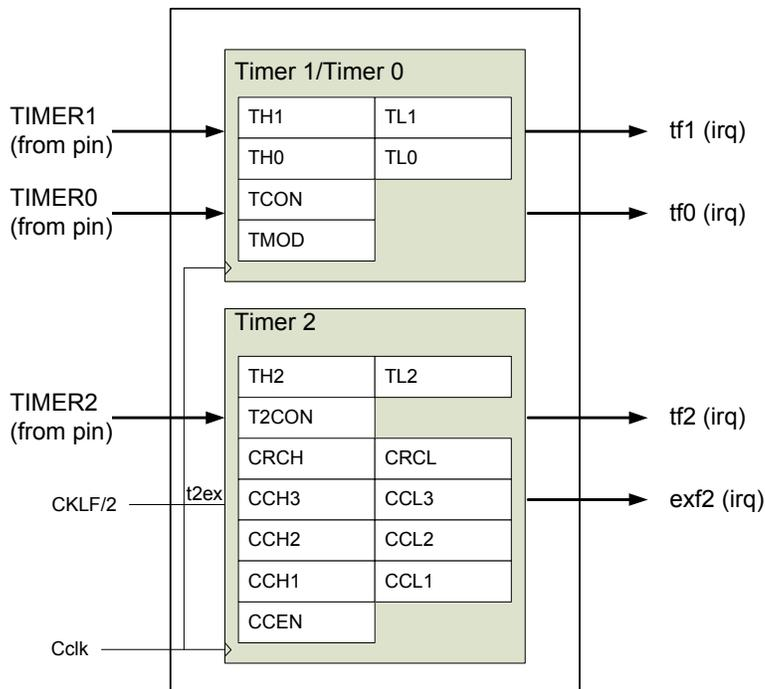 Timer 1/Timer 0
TIMER1
(from pin)
TH1 TL1
tf1 (irq)
TH0 TL0
TIMER0
(from pin)
TCON
tf0 (irq)
TMOD
Timer 2
TH2 TL2
TIMER2
(from pin)
T2CON
tf2 (irq)
CRCH CRCL
CKLF/2
t2ex
CCH3 CCL3
exf2 (irq)
CCH2 CCL2
CCH1 CCL1
CCEN
Cclk